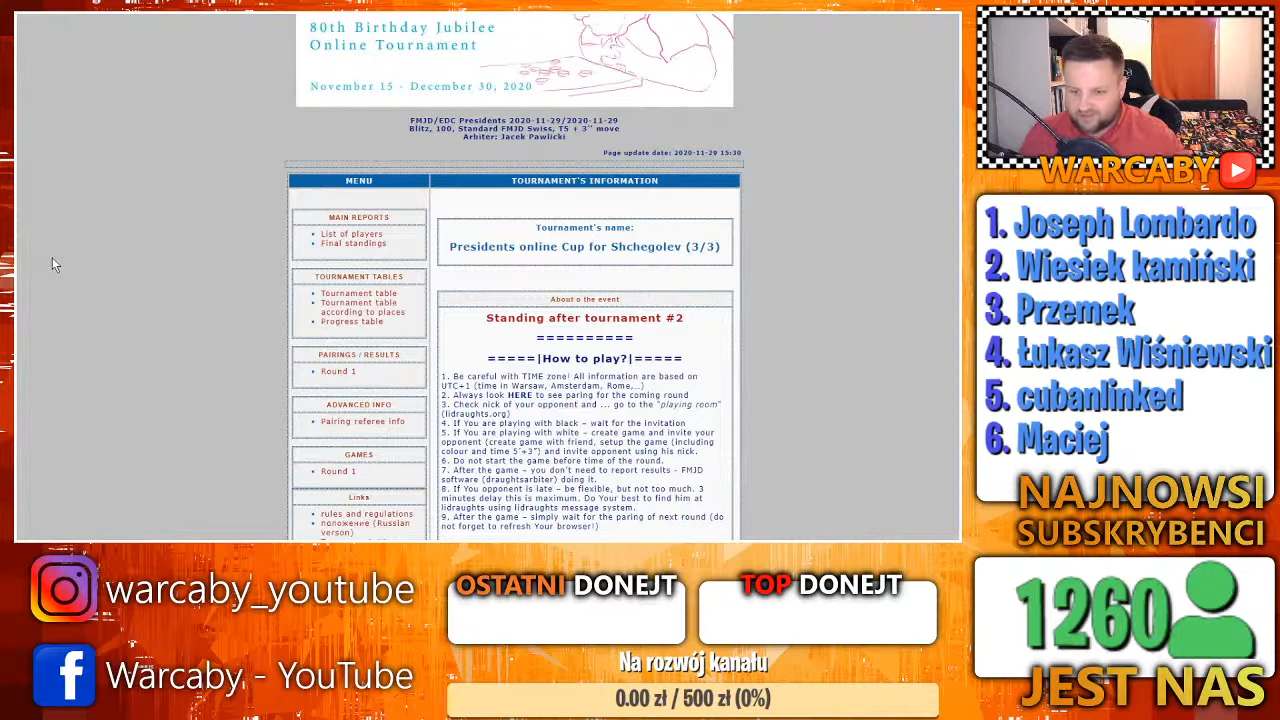 80th Birthday Jubilee
Online Tournament
November 15 - December 30, 2020
FMJD/EDC Presidents 2020-11-29/2020-11-29
Blitz, 100, Standard FMJD Swiss, T5 + 3'' move
Arbiter: Jacek Pawlicki
Page update date: 2020-11-29 15:30
MENU
MAIN REPORTS
List of players
Final standings
TOURNAMENT TABLES
Tournament table
Tournament table
according to places
Progress table
PAIRINGS / RESULTS
Round 1
ADVANCED INFO
Pairing referee info
GAMES
Round 1
Links
rules and regulations
положение (Russian
verson)
TOURNAMENT'S INFORMATION
Tournament's name:
Presidents online Cup for Shchegolev (3/3)
About o the event
Standing after tournament #2
==========
=====|How to play?|=====
1. Be careful with TIME zone! All information are based on
UTC+1 (time in Warsaw, Amsterdam, Rome,…)
2. Always look HERE to see paring for the coming round
3. Check nick of your opponent and ... go to the "playing room"
(lidraughts.org)
4. If You are playing with black – wait for the invitation
5. If You are playing with white – create game and invite your
opponent (create game with friend, setup the game (including
colour and time 5'+3") and invite opponent using his nick.
6. Do not start the game before time of the round.
7. After the game – you don't need to report results - FMJD
software (draughtsarbiter) doing it.
8. If You opponent is late – be flexible, but not too much. 3
minutes delay this is maximum. Do Your best to find him at
lidraughts using lidraughts message system.
9. After the game – simply wait for the paring of next round (do
not forget to refresh Your browser!)
WARCABY
1. Joseph Lombardo
2. Wiesiek kamiński
3. Przemek
4. Łukasz Wiśniewski
5. cubanlinked
6. Maciej
NAJNOWSI
SUBSKRYBENCI
1260
JEST NAS
warcaby_youtube
Warcaby - YouTube
OSTATNI DONEJT
TOP DONEJT
Na rozwój kanału
0.00 zł / 500 zł (0%)